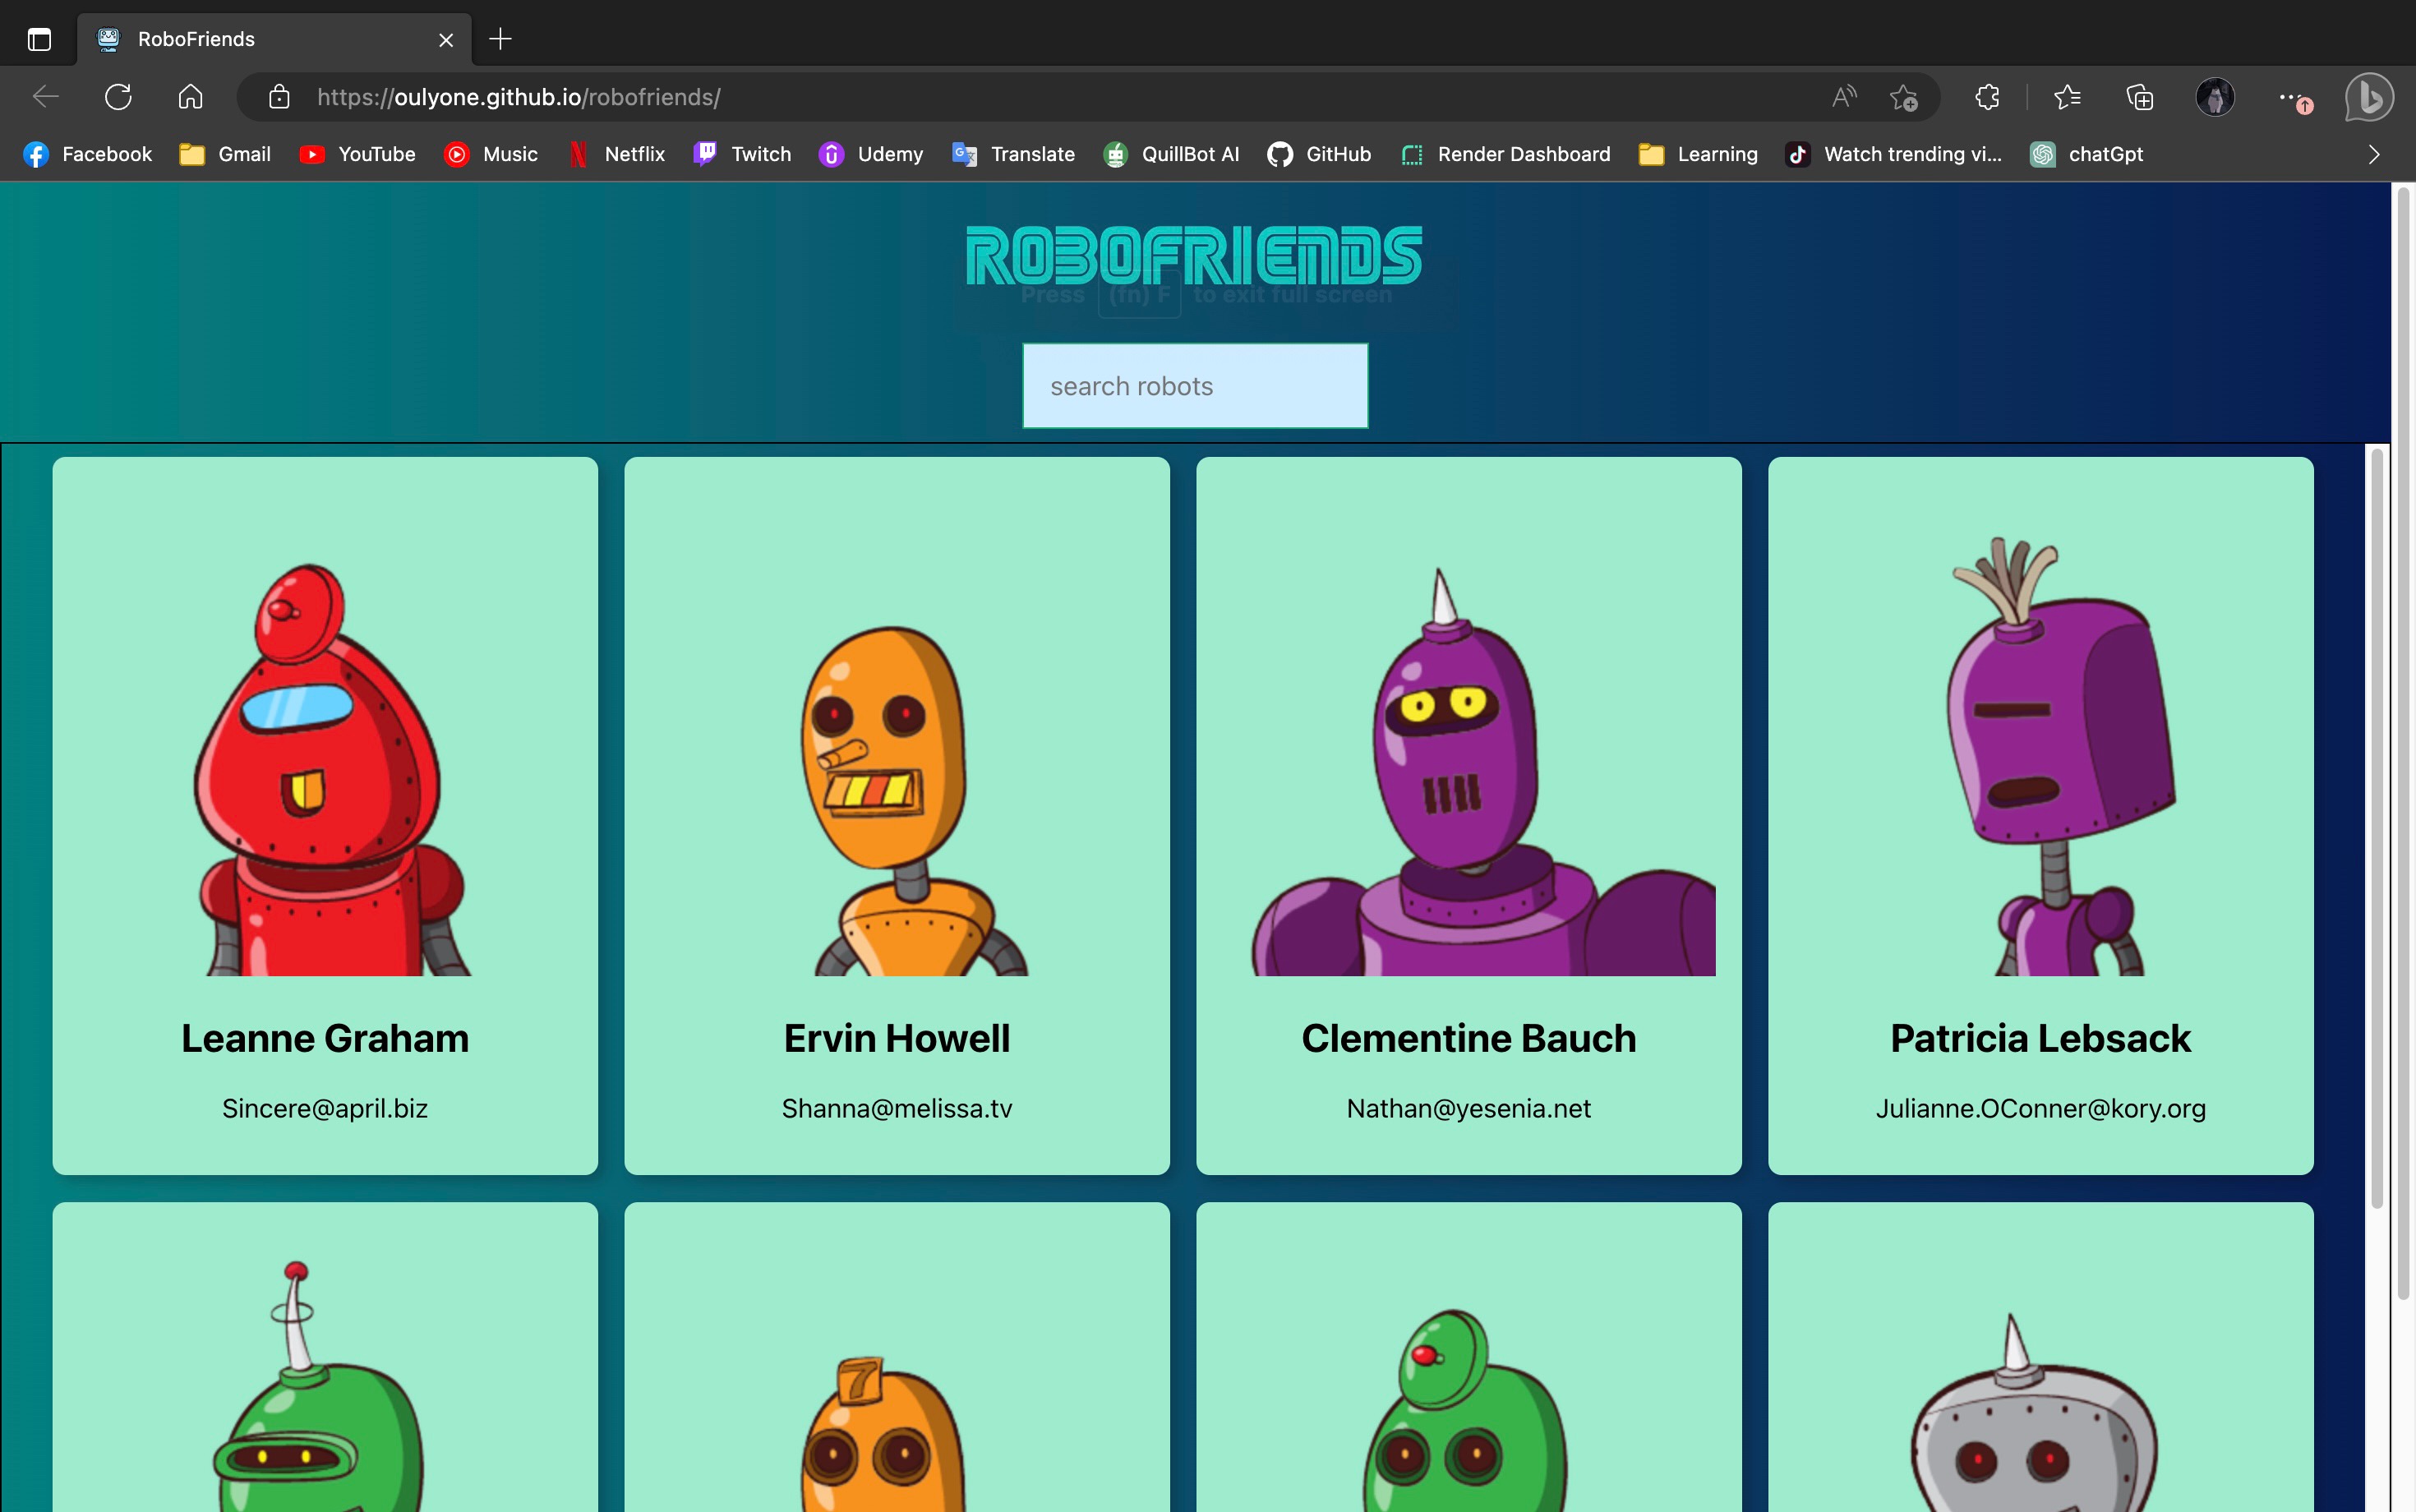 RoboFriends
https://oulyone.github.io/robofriends/
Facebook Gmail YouTube Music Netflix Twitch Udemy Translate QuillBot AI GitHub Render Dashboard Learning Watch trending vi... chatGpt
ROBOFRIENDS
Press (fn) F to exit full screen
search robots
Leanne Graham Ervin Howell Clementine Bauch Patricia Lebsack
Sincere@april.biz Shanna@melissa.tv Nathan@yesenia.net Julianne.OConner@kory.org
7